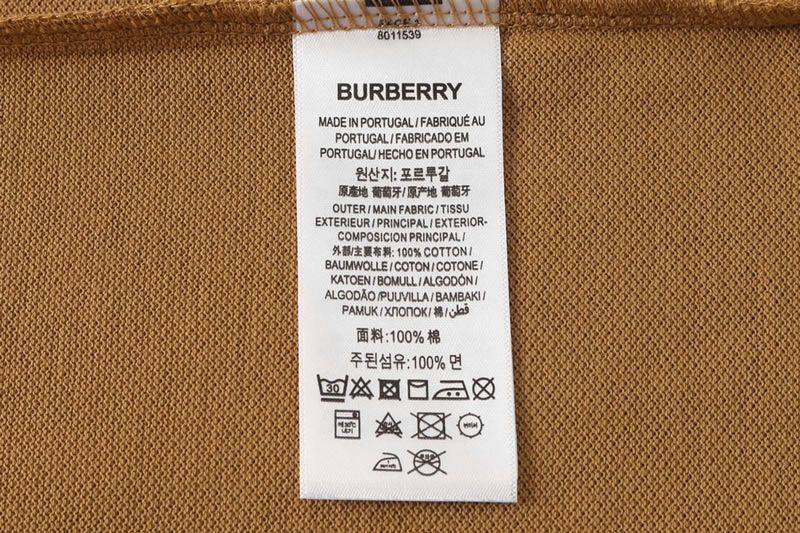 8011539
BURBERRY
MADE IN PORTUGAL / FABRIQUÉ AU
PORTUGAL / FABRICADO EM
PORTUGAL / HECHO EN PORTUGAL
원산지: 포르투갈
原產地 葡萄牙 / 原产地 葡萄牙
OUTER / MAIN FABRIC / TISSU
EXTERIEUR / PRINCIPAL / EXTERIOR-
COMPOSICION PRINCIPAL /
外部/主要布料: 100% COTTON /
BAUMWOLLE / COTON / COTONE /
KATOEN / BOMULL / ALGODÓN /
ALGODÃO / PUUVILLA / BAMBAKI /
PAMUK / ХЛОПОК / 棉 / قطن
面料:100% 棉
주된섬유:100% 면
30